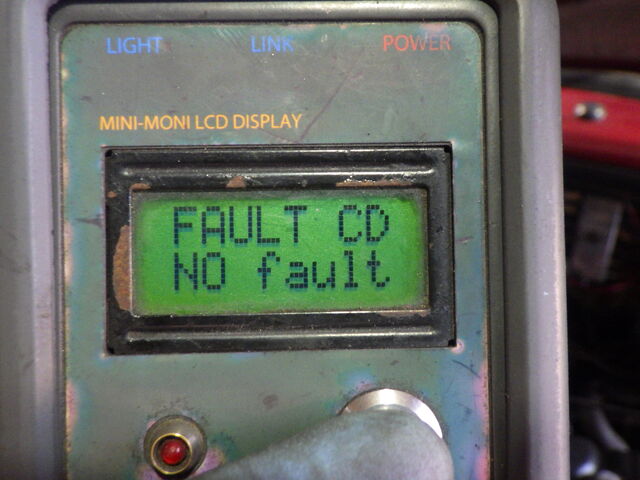 LIGHT LINK POWER
MINI-MONI LCD DISPLAY
FAULT CD
NO fault